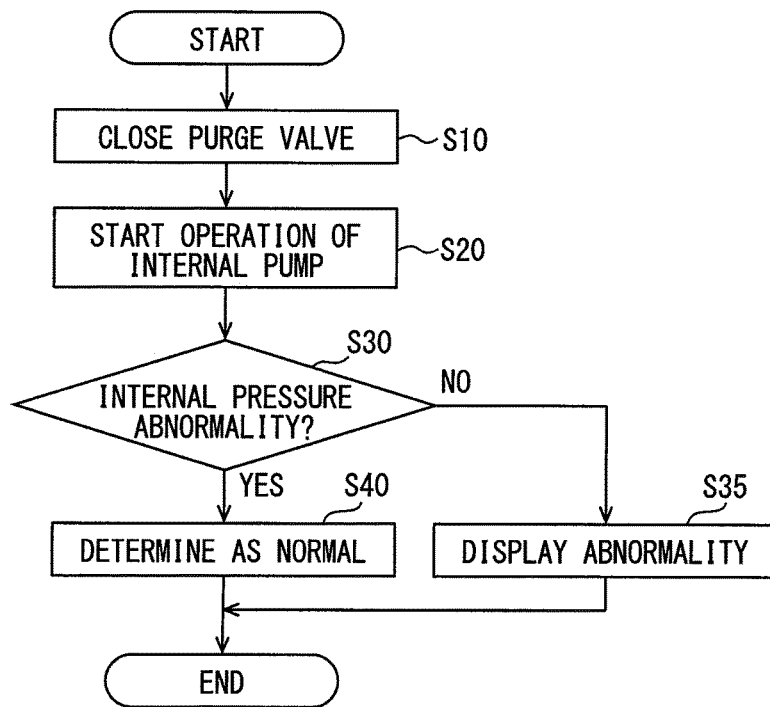 START
CLOSE PURGE VALVE
S10
START OPERATION OF
INTERNAL PUMP
S20
S30
INTERNAL PRESSURE
ABNORMALITY?
NO
YES
S40
S35
DETERMINE AS NORMAL
DISPLAY ABNORMALITY
END